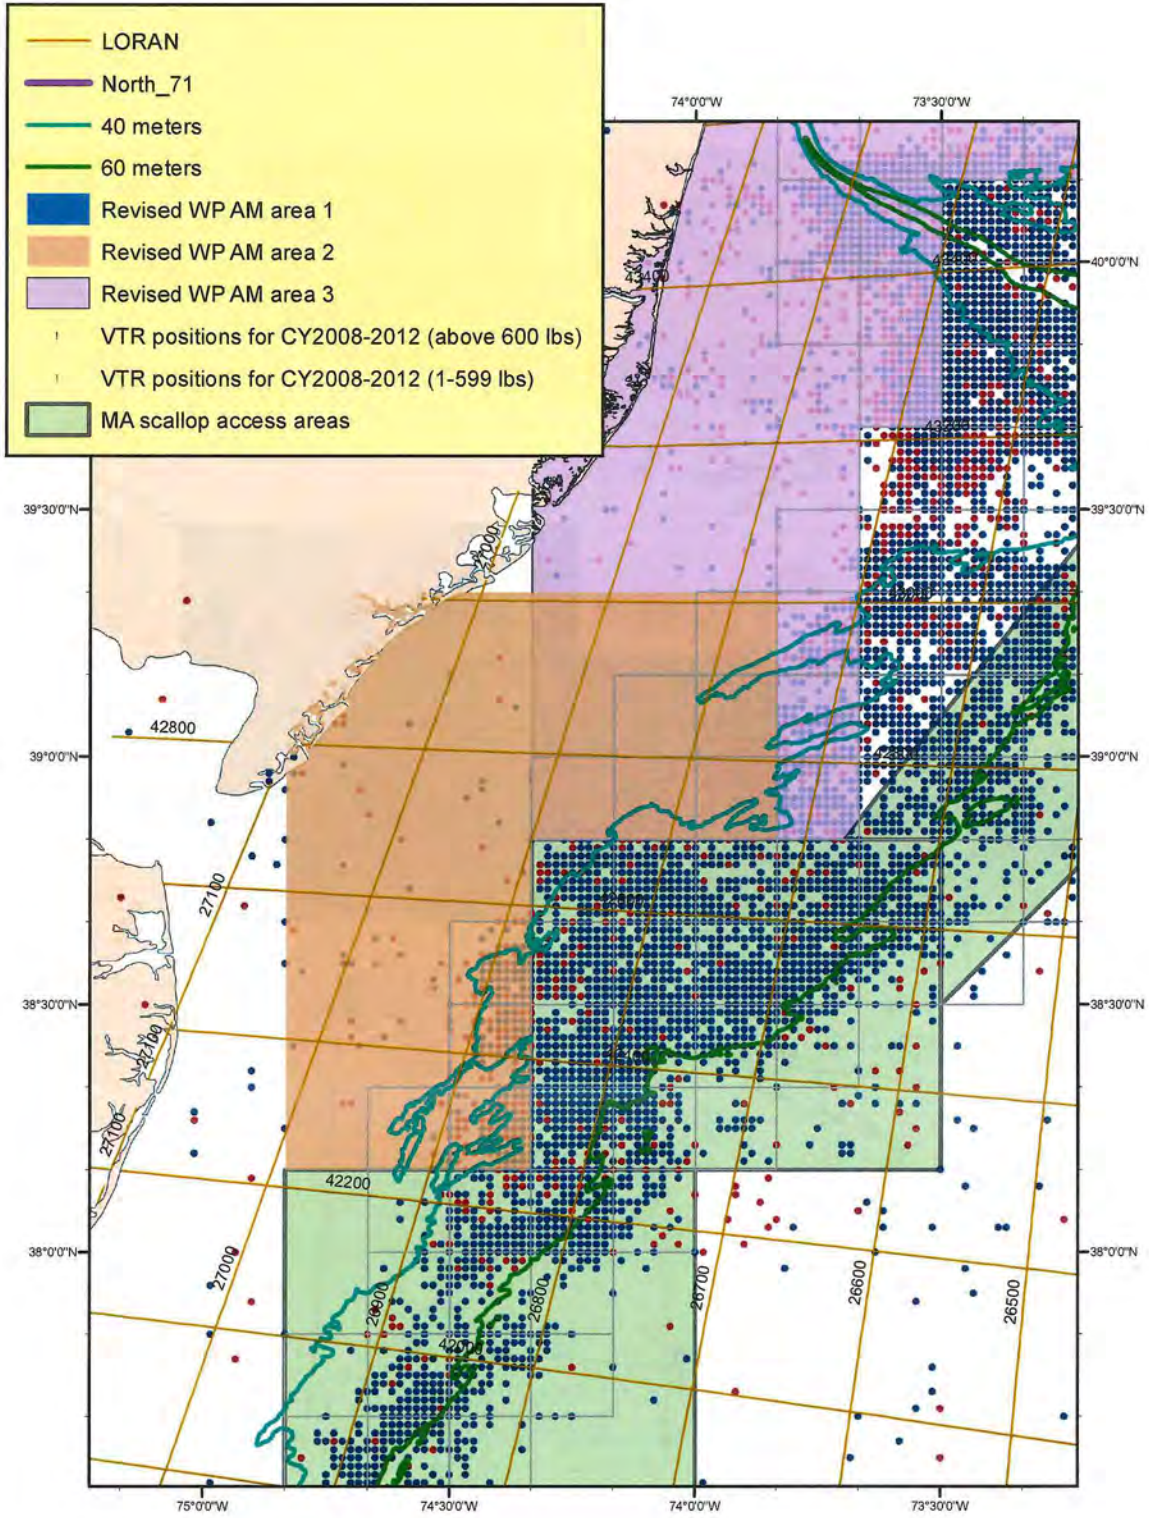 LORAN
North_71
40 meters
60 meters
Revised WP AM area 1
Revised WP AM area 2
Revised WP AM area 3
VTR positions for CY2008-2012 (above 600 lbs)
VTR positions for CY2008-2012 (1-599 lbs)
MA scallop access areas
74°0'0"W
73°30'0"W
40°0'0"N
43400
43200
39°30'0"N
39°30'0"N
27000
42800
39°0'0"N
39°0'0"N
27100
38°30'0"N
38°30'0"N
27100
27100
42200
38°0'0"N
38°0'0"N
27000
26900
26800
26700
26600
26500
42000
75°0'0"W
74°30'0"W
74°0'0"W
73°30'0"W